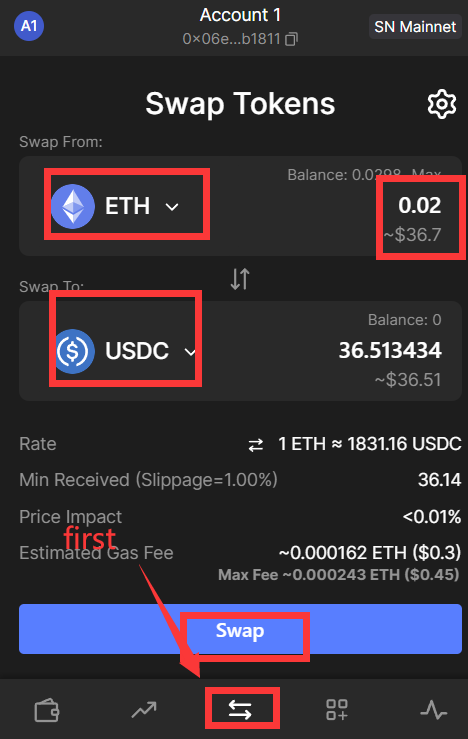 A1
Account 1
0×06e...b1811
SN Mainnet
Swap Tokens
Swap From:
Balance: 0.0298 Max
ETH
0.02
~$36.7
Swap To:
Balance: 0
USDC
36.513434
~$36.51
Rate
1 ETH ≈ 1831.16 USDC
Min Received (Slippage=1.00%)
36.14
Price Impact
<0.01%
first
Estimated Gas Fee
~0.000162 ETH ($0.3)
Max Fee ~0.000243 ETH ($0.45)
Swap